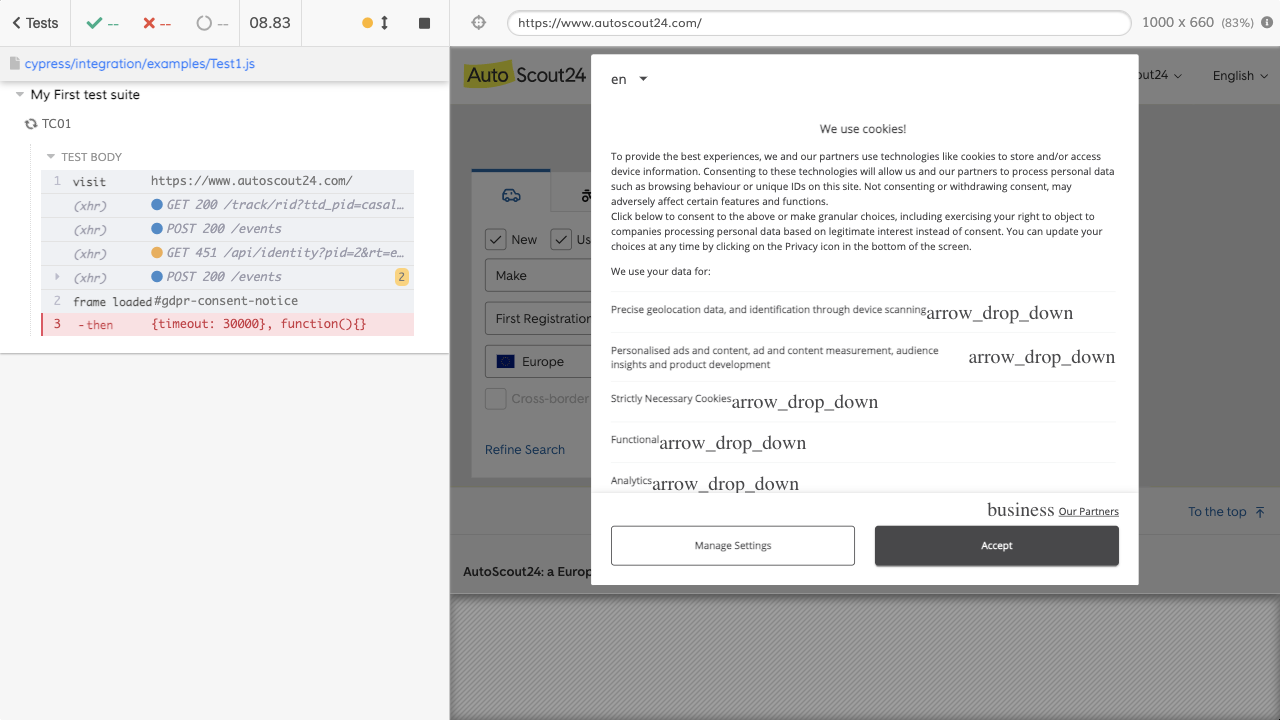 Tests
--
--
--
08.83
https://www.autoscout24.com/
1000 x 660 (83%)
cypress/integration/examples/Test1.js
My First test suite
TC01
TEST BODY
1 visit https://www.autoscout24.com/
(xhr) GET 200 /track/rid?ttd_pid=casal…
(xhr) POST 200 /events
(xhr) GET 451 /api/identity?pid=2&rt=e…
(xhr) POST 200 /events 2
2 frame loaded #gdpr-consent-notice
3 -then {timeout: 30000}, function(){}
AutoScout24
out24
English
New
Us
Make
First Registration
Europe
Cross-border
Refine Search
To the top
AutoScout24: a Europ
en
We use cookies!
To provide the best experiences, we and our partners use technologies like cookies to store and/or access
device information. Consenting to these technologies will allow us and our partners to process personal data
such as browsing behaviour or unique IDs on this site. Not consenting or withdrawing consent, may
adversely affect certain features and functions.
Click below to consent to the above or make granular choices, including exercising your right to object to
companies processing personal data based on legitimate interest instead of consent. You can update your
choices at any time by clicking on the Privacy icon in the bottom of the screen.
We use your data for:
Precise geolocation data, and identification through device scanning arrow_drop_down
Personalised ads and content, ad and content measurement, audience
insights and product development arrow_drop_down
Strictly Necessary Cookies arrow_drop_down
Functional arrow_drop_down
Analytics arrow_drop_down
business Our Partners
Manage Settings
Accept